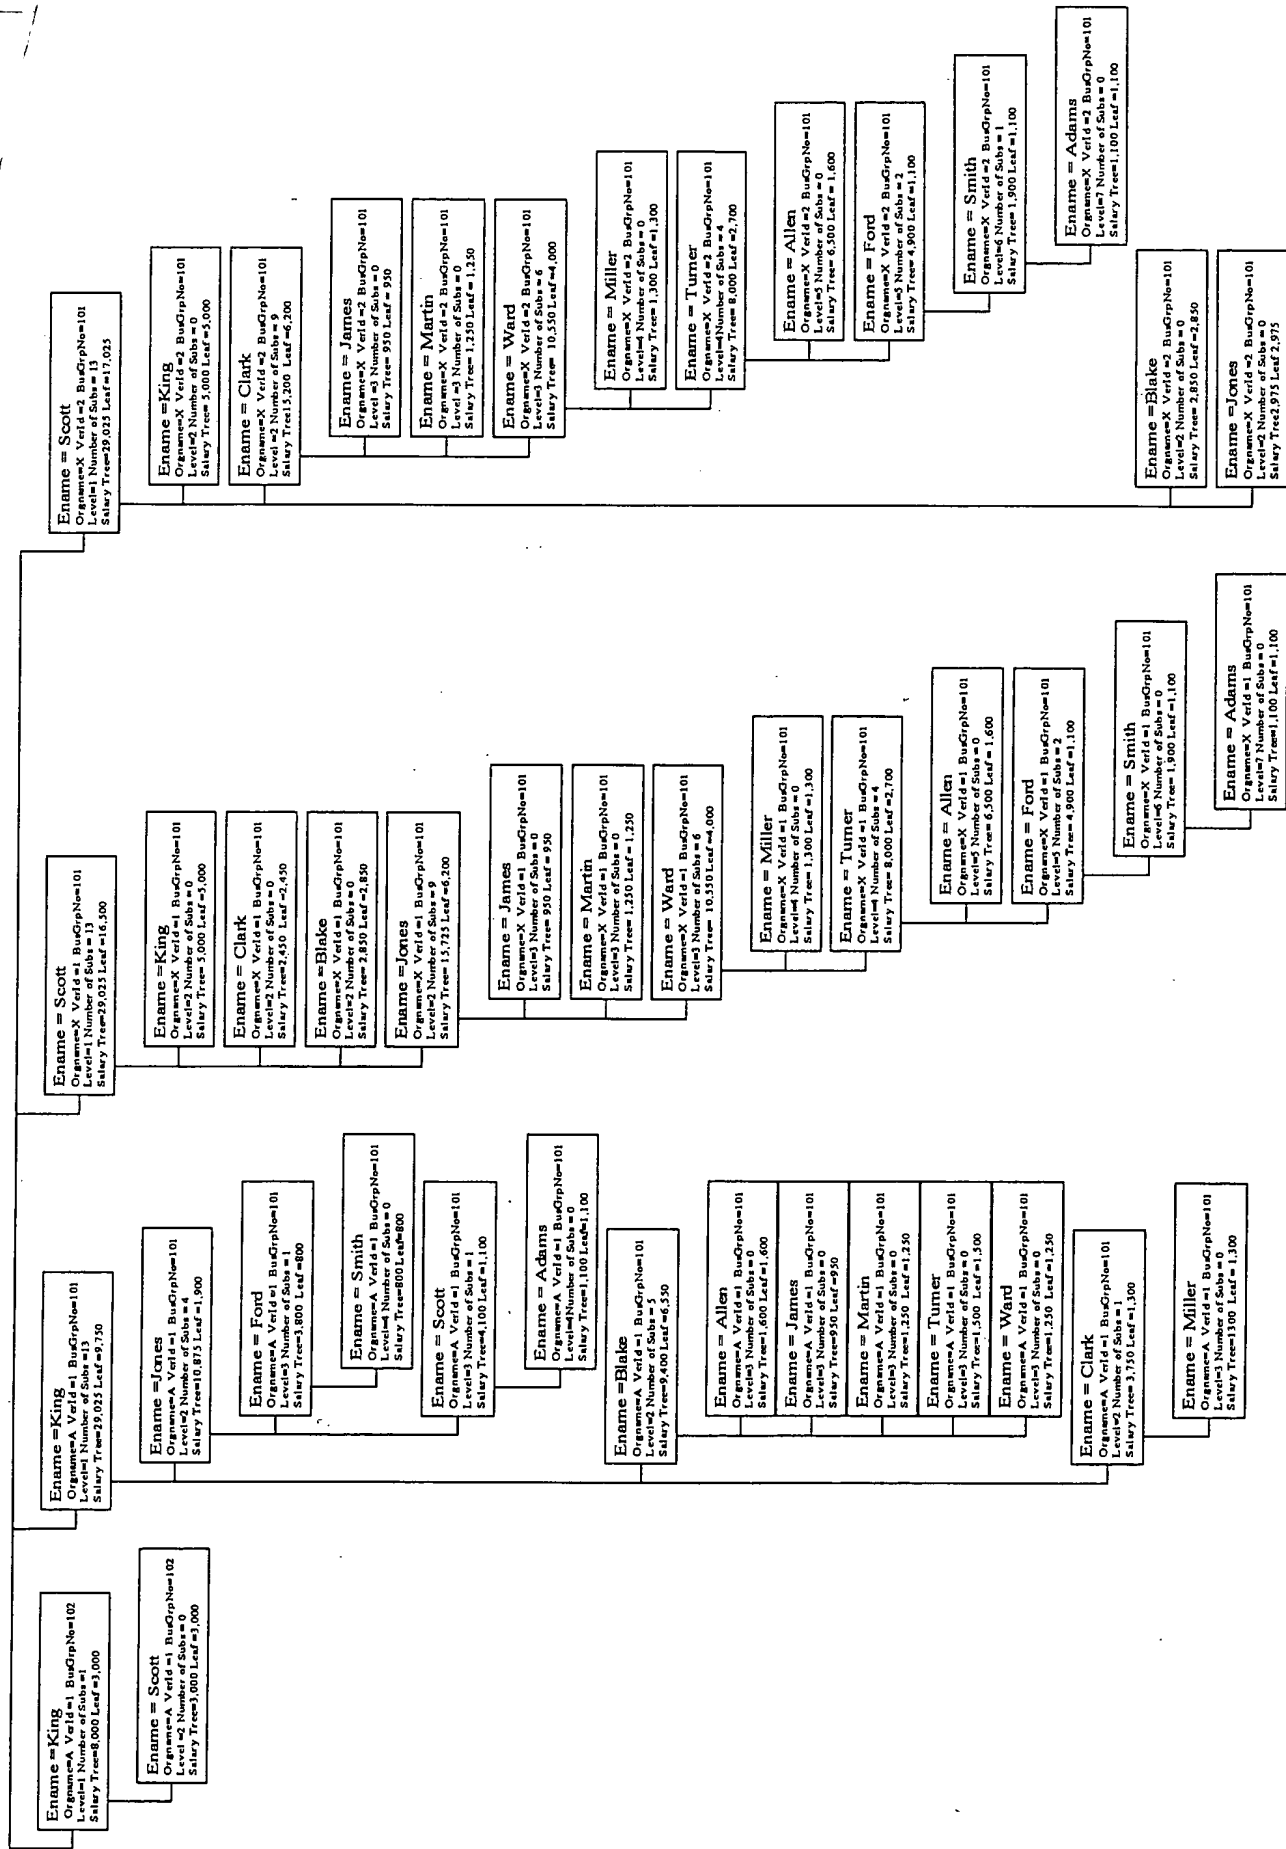 Ename =King
Orgname=A VerId =1 BusGrpNo=102
Level=1 Number of Subs =1
Salary Tree=8,000 Leaf =3,000
Ename = Scott
Orgname=A VerId =1 BusGrpNo=102
Level =2 Number of Subs =0
Salary Tree=3,000 Leaf =3,000
Ename =King
Orgname=A VerId =1 BusGrpNo=101
Level=1 Number of Subs =13
Salary Tree=29,025 Leaf =9,750
Ename =Jones
Orgname=A VerId =1 BusGrpNo=101
Level=2 Number of Subs =4
Salary Tree=10,875 Leaf =1,900
Ename = Ford
Orgname=A VerId =1 BusGrpNo=101
Level=3 Number of Subs =1
Salary Tree=3,800 Leaf =800
Ename = Smith
Orgname=A VerId =1 BusGrpNo=101
Level=4 Number of Subs =0
Salary Tree=800 Leaf=800
Ename = Scott
Orgname=A VerId =1 BusGrpNo=101
Level=3 Number of Subs =1
Salary Tree=4,100 Leaf =1,100
Ename = Adams
Orgname=A VerId =1 BusGrpNo=101
Level=4Number of Subs =0
Salary Tree=1,100 Leaf=1,100
Ename =Blake
Orgname=A VerId =1 BusGrpNo=101
Level=2 Number of Subs = 5
Salary Tree=9,400 Leaf =6,550
Ename = Allen
Orgname=A VerId =1 BusGrpNo=101
Level=3 Number of Subs =0
Salary Tree=1,600 Leaf =1,600
Ename = James
Orgname=A VerId =1 BusGrpNo=101
Level=3 Number of Subs =0
Salary Tree=950 Leaf =950
Ename = Martin
Orgname=A VerId =1 BusGrpNo=101
Level=3 Number of Subs =0
Salary Tree=1,250 Leaf =1,250
Ename = Turner
Orgname=A VerId =1 BusGrpNo=101
Level=3 Number of Subs =0
Salary Tree=1,500 Leaf =1,500
Ename = Ward
Orgname=A VerId =1 BusGrpNo=101
Level=3 Number of Subs =0
Salary Tree=1,250 Leaf =1,250
Ename = Clark
Orgname=A VerId =1 BusGrpNo=101
Level=2 Number of Subs =1
Salary Tree= 3,750 Leaf =1,300
Ename = Miller
Orgname=A VerId =1 BusGrpNo=101
Level=3 Number of Subs =0
Salary Tree=1300 Leaf =1,300
Ename = Scott
Orgname=X VerId =1 BusGrpNo=101
Level=1 Number of Subs =13
Salary Tree=29,025 Leaf =16,500
Ename =King
Orgname=X VerId =1 BusGrpNo=101
Level=2 Number of Subs =0
Salary Tree= 5,000 Leaf =5,000
Ename = Clark
Orgname=X VerId =1 BusGrpNo=101
Level=2 Number of Subs =0
Salary Tree=2,450 Leaf =2,450
Ename =Blake
Orgname=X VerId =1 BusGrpNo=101
Level=2 Number of Subs =0
Salary Tree= 2,850 Leaf =2,850
Ename =Jones
Orgname=X VerId =1 BusGrpNo=101
Level=2 Number of Subs = 9
Salary Tree= 15,725 Leaf =6,200
Ename = James
Orgname=X VerId =1 BusGrpNo=101
Level=3 Number of Subs =0
Salary Tree= 950 Leaf = 950
Ename = Martin
Orgname=X VerId =1 BusGrpNo=101
Level=3 Number of Subs =0
Salary Tree= 1,250 Leaf = 1,250
Ename = Ward
Orgname=X VerId =1 BusGrpNo=101
Level=3 Number of Subs = 6
Salary Tree= 10,550 Leaf =4,000
Ename = Miller
Orgname=X VerId =1 BusGrpNo=101
Level=4 Number of Subs =0
Salary Tree= 1,300 Leaf =1,300
Ename = Turner
Orgname=X VerId =1 BusGrpNo=101
Level=4 Number of Subs = 4
Salary Tree= 8,000 Leaf =2,700
Ename = Allen
Orgname=X VerId =1 BusGrpNo=101
Level=5 Number of Subs =0
Salary Tree= 6,500 Leaf = 1,600
Ename = Ford
Orgname=X VerId =1 BusGrpNo=101
Level=5 Number of Subs = 2
Salary Tree= 4,900 Leaf =1,100
Ename = Smith
Orgname=X VerId =1 BusGrpNo=101
Level=6 Number of Subs =0
Salary Tree= 1,900 Leaf =1,100
Ename = Adams
Orgname=X VerId =1 BusGrpNo=101
Level=7 Number of Subs =0
Salary Tree=1,100 Leaf =1,100
Ename = Scott
Orgname=X VerId =2 BusGrpNo=101
Level=1 Number of Subs = 13
Salary Tree=29,025 Leaf =17,025
Ename =King
Orgname=X VerId =2 BusGrpNo=101
Level=2 Number of Subs =0
Salary Tree= 5,000 Leaf =5,000
Ename = Clark
Orgname=X VerId =2 BusGrpNo=101
Level =2 Number of Subs = 9
Salary Tree=15,200 Leaf =6,200
Ename = James
Orgname=X VerId =2 BusGrpNo=101
Level =3 Number of Subs =0
Salary Tree= 950 Leaf = 950
Ename = Martin
Orgname=X VerId =2 BusGrpNo=101
Level =3 Number of Subs =0
Salary Tree= 1,250 Leaf = 1,250
Ename = Ward
Orgname=X VerId =2 BusGrpNo=101
Level=3 Number of Subs = 6
Salary Tree= 10,550 Leaf=4,000
Ename = Miller
Orgname=X VerId =2 BusGrpNo=101
Level=4 Number of Subs =0
Salary Tree= 1,300 Leaf =1,300
Ename = Turner
Orgname=X VerId =2 BusGrpNo=101
Level=4Number of Subs = 4
Salary Tree= 8,000 Leaf =2,700
Ename = Allen
Orgname=X VerId =2 BusGrpNo=101
Level=5 Number of Subs =0
Salary Tree= 6,500 Leaf = 1,600
Ename = Ford
Orgname=X VerId =2 BusGrpNo=101
Level=5 Number of Subs = 2
Salary Tree= 4,900 Leaf =1,100
Ename = Smith
Orgname=X VerId =2 BusGrpNo=101
Level=6 Number of Subs = 1
Salary Tree= 1,900 Leaf =1,100
Ename = Adams
Orgname=X VerId =2 BusGrpNo=101
Level=7 Number of Subs =0
Salary Tree=1,100 Leaf =1,100
Ename =Blake
Orgname=X VerId =2 BusGrpNo=101
Level=2 Number of Subs =0
Salary Tree= 2,850 Leaf =2,850
Ename =Jones
Orgname=X VerId =2 BusGrpNo=101
Level=2 Number of Subs =0
Salary Tree2,975 Leaf 2,975